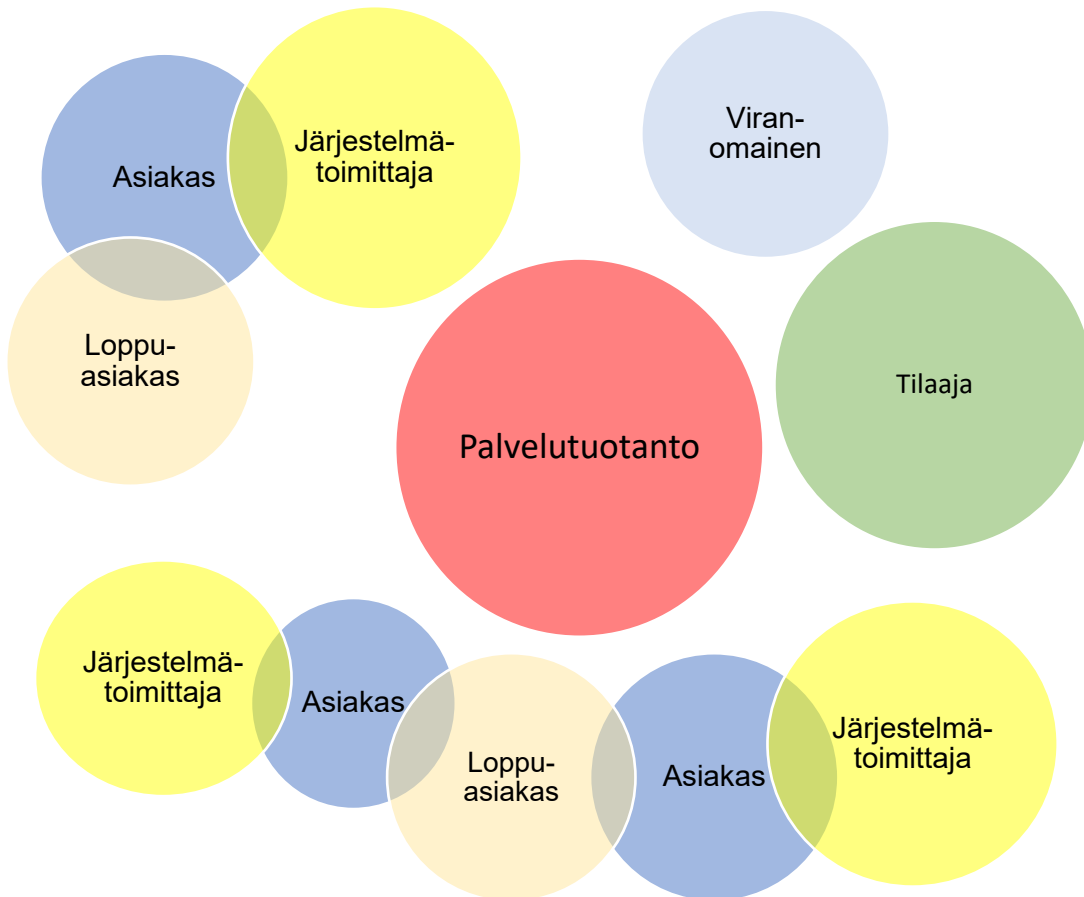 Järjestelmä-
toimittaja
Asiakas
Viran-
omainen
Loppu-
asiakas
Tilaaja
Palvelutuotanto
Järjestelmä-
toimittaja
Asiakas
Loppu-
asiakas
Asiakas
Järjestelmä-
toimittaja